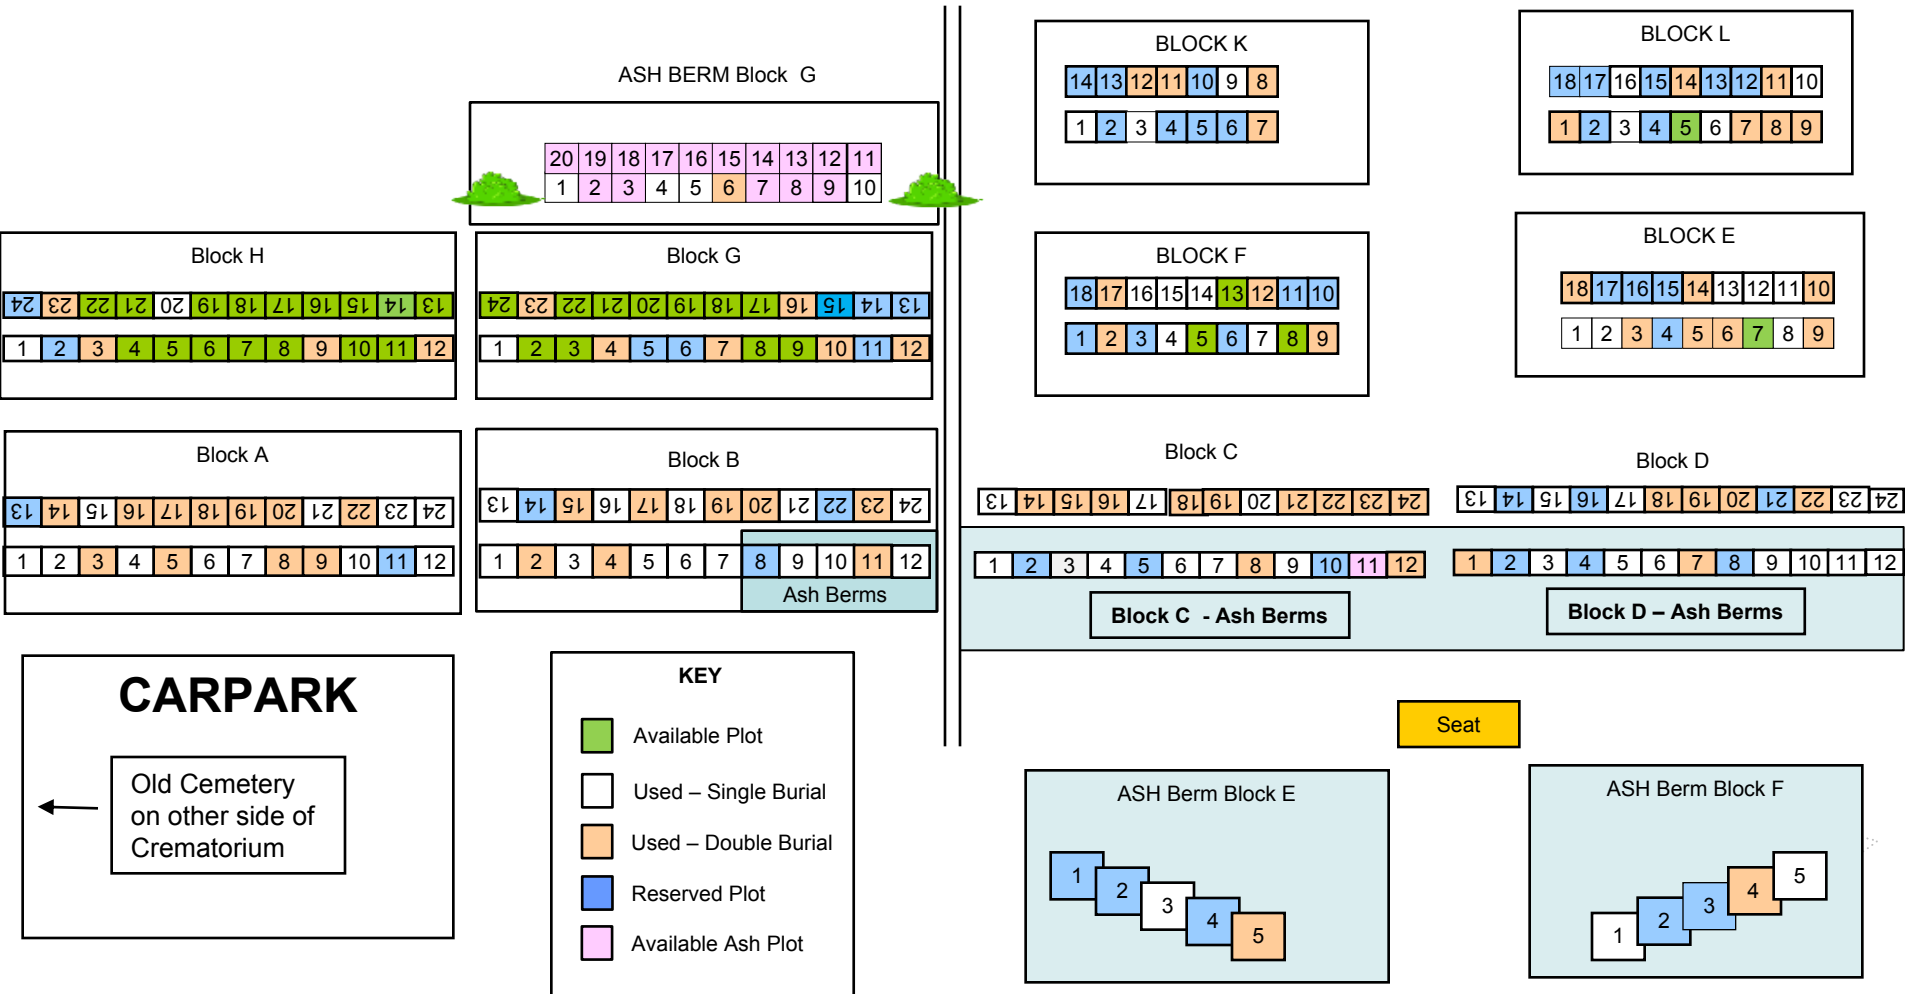 ASH BERM Block G
20 19 18 17 16 15 14 13 12 11
1 2 3 4 5 6 7 8 9 10
BLOCK K
14 13 12 11 10 9 8
1 2 3 4 5 6 7
BLOCK L
18 17 16 15 14 13 12 11 10
1 2 3 4 5 6 7 8 9
Block H
24 23 22 21 20 19 18 17 16 15 14 13
1 2 3 4 5 6 7 8 9 10 11 12
Block G
24 23 22 21 20 19 18 17 16 15 14 13
1 2 3 4 5 6 7 8 9 10 11 12
BLOCK F
18 17 16 15 14 13 12 11 10
1 2 3 4 5 6 7 8 9
BLOCK E
18 17 16 15 14 13 12 11 10
1 2 3 4 5 6 7 8 9
Block A
13 14 15 16 17 18 19 20 21 22 23 24
1 2 3 4 5 6 7 8 9 10 11 12
Block B
13 14 15 16 17 18 19 20 21 22 23 24
1 2 3 4 5 6 7 8 9 10 11 12
Ash Berms
Block C
13 14 15 16 17 18 19 20 21 22 23 24
1 2 3 4 5 6 7 8 9 10 11 12
Block C - Ash Berms
Block D
13 14 15 16 17 18 19 20 21 22 23 24
1 2 3 4 5 6 7 8 9 10 11 12
Block D – Ash Berms
CARPARK
Old Cemetery
on other side of
Crematorium
KEY
Available Plot
Used – Single Burial
Used – Double Burial
Reserved Plot
Available Ash Plot
Seat
ASH Berm Block E
1
2
3
4
5
ASH Berm Block F
5
4
3
2
1